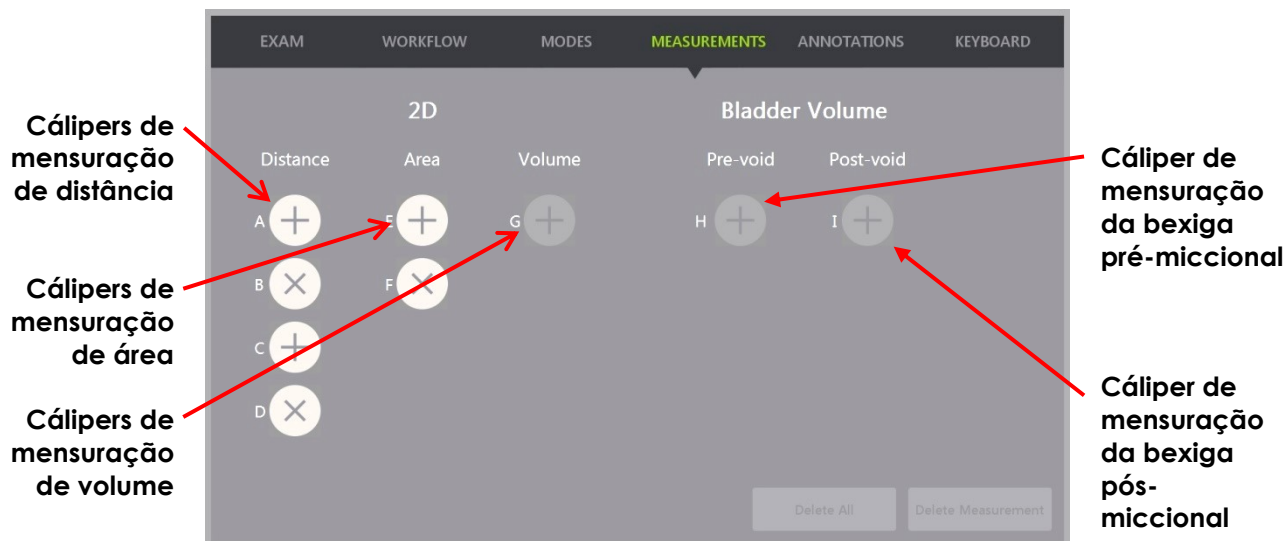 EXAM WORKFLOW MODES MEASUREMENTS ANNOTATIONS KEYBOARD
2D Bladder Volume
Distance Area Volume Pre-void Post-void
A E G H I
B F
C
D
Delete All Delete Measurement
Cálipers de
mensuração
de distância
Cálipers de
mensuração
de área
Cálipers de
mensuração
de volume
Cáliper de
mensuração
da bexiga
pré-miccional
Cáliper de
mensuração
da bexiga
pós-
miccional